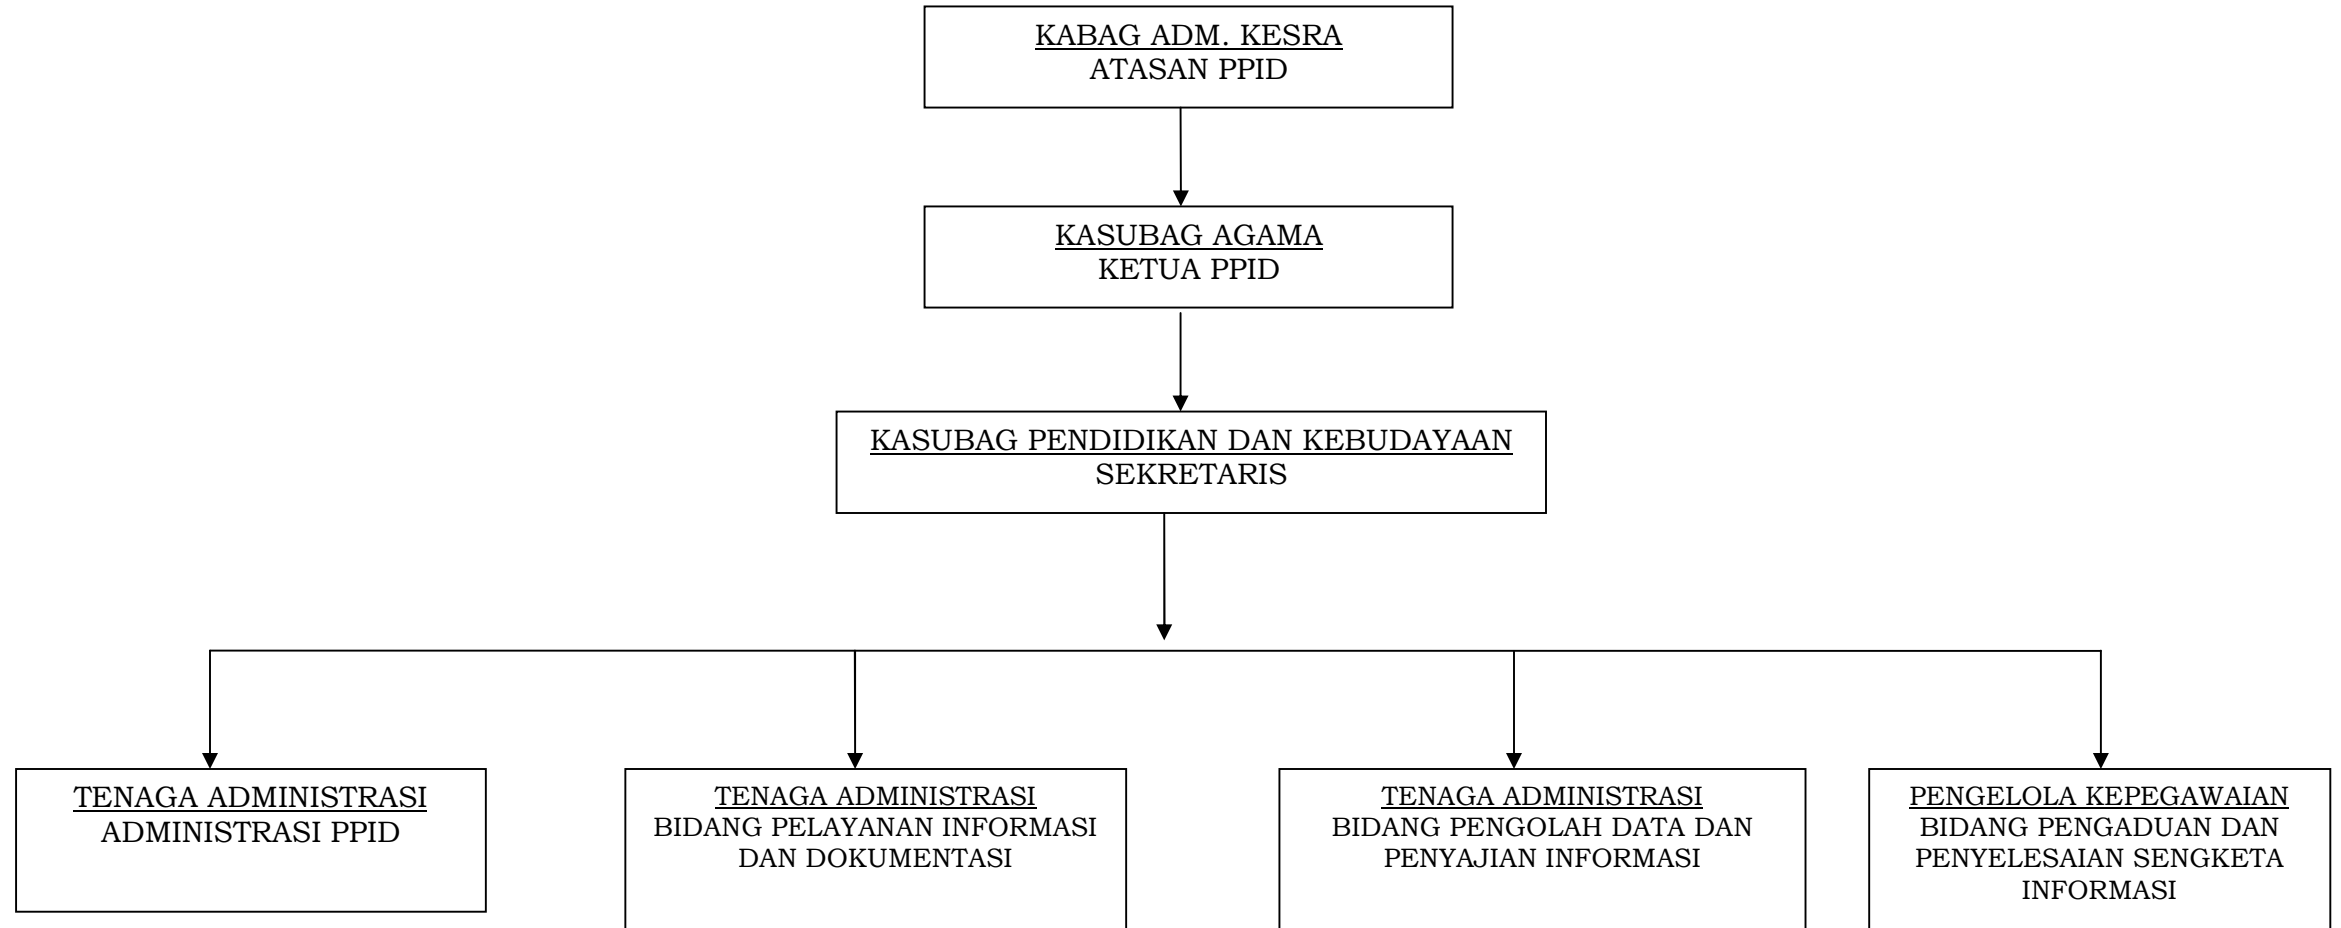 KABAG ADM. KESRA
ATASAN PPID
KASUBAG AGAMA
KETUA PPID
KASUBAG PENDIDIKAN DAN KEBUDAYAAN
SEKRETARIS
TENAGA ADMINISTRASI
ADMINISTRASI PPID
TENAGA ADMINISTRASI
BIDANG PELAYANAN INFORMASI
DAN DOKUMENTASI
TENAGA ADMINISTRASI
BIDANG PENGOLAH DATA DAN
PENYAJIAN INFORMASI
PENGELOLA KEPEGAWAIAN
BIDANG PENGADUAN DAN
PENYELESAIAN SENGKETA
INFORMASI